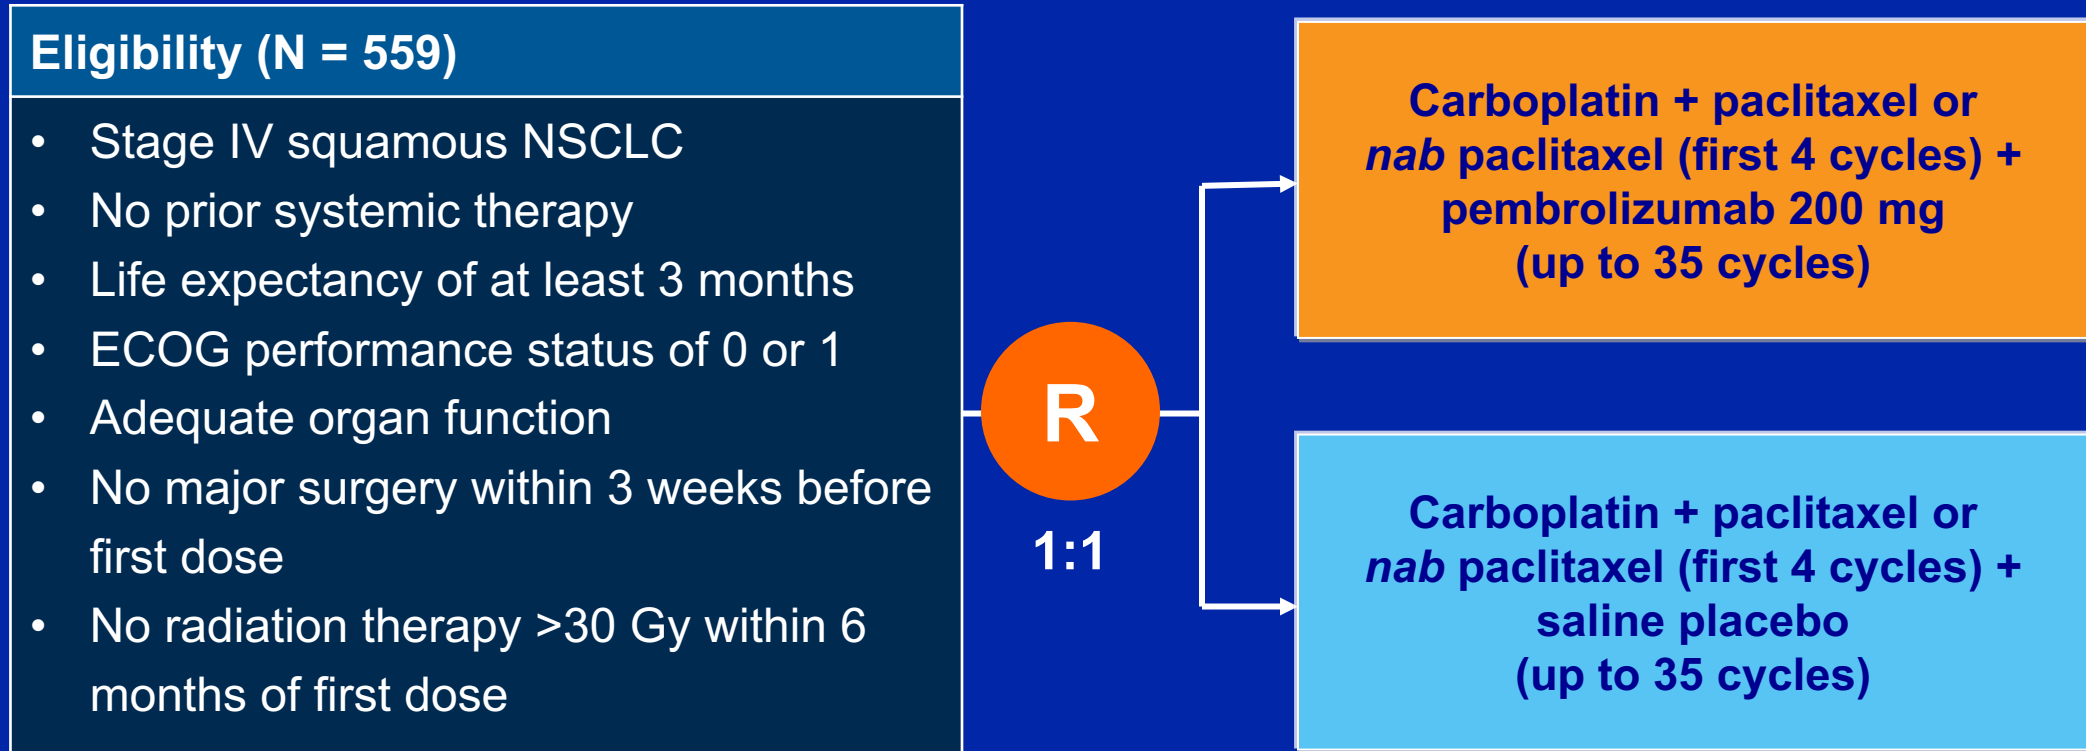 Eligibility (N = 559)
• Stage IV squamous NSCLC
• No prior systemic therapy
• Life expectancy of at least 3 months
• ECOG performance status of 0 or 1
• Adequate organ function
• No major surgery within 3 weeks before
first dose
• No radiation therapy >30 Gy within 6
months of first dose
R
1:1
Carboplatin + paclitaxel or
nab paclitaxel (first 4 cycles) +
pembrolizumab 200 mg
(up to 35 cycles)
Carboplatin + paclitaxel or
nab paclitaxel (first 4 cycles) +
saline placebo
(up to 35 cycles)